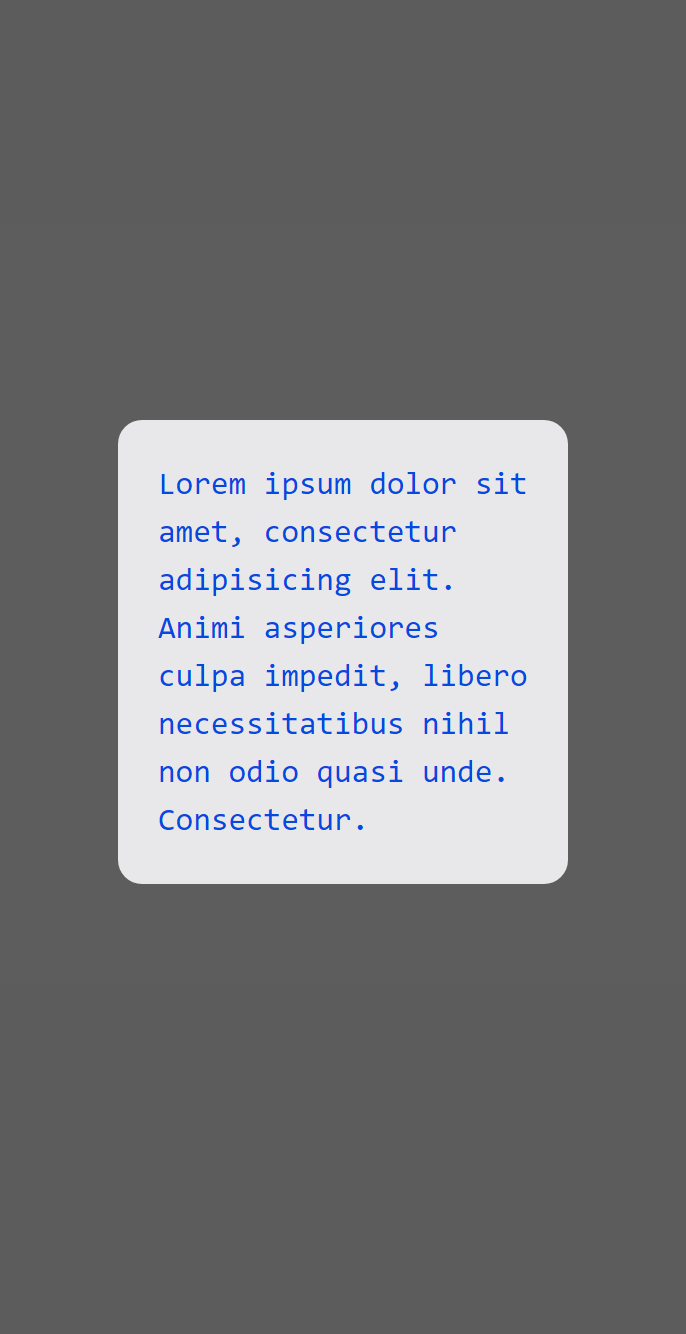 Lorem ipsum dolor sit
amet, consectetur
adipisicing elit.
Animi asperiores
culpa impedit, libero
necessitatibus nihil
non odio quasi unde.
Consectetur.